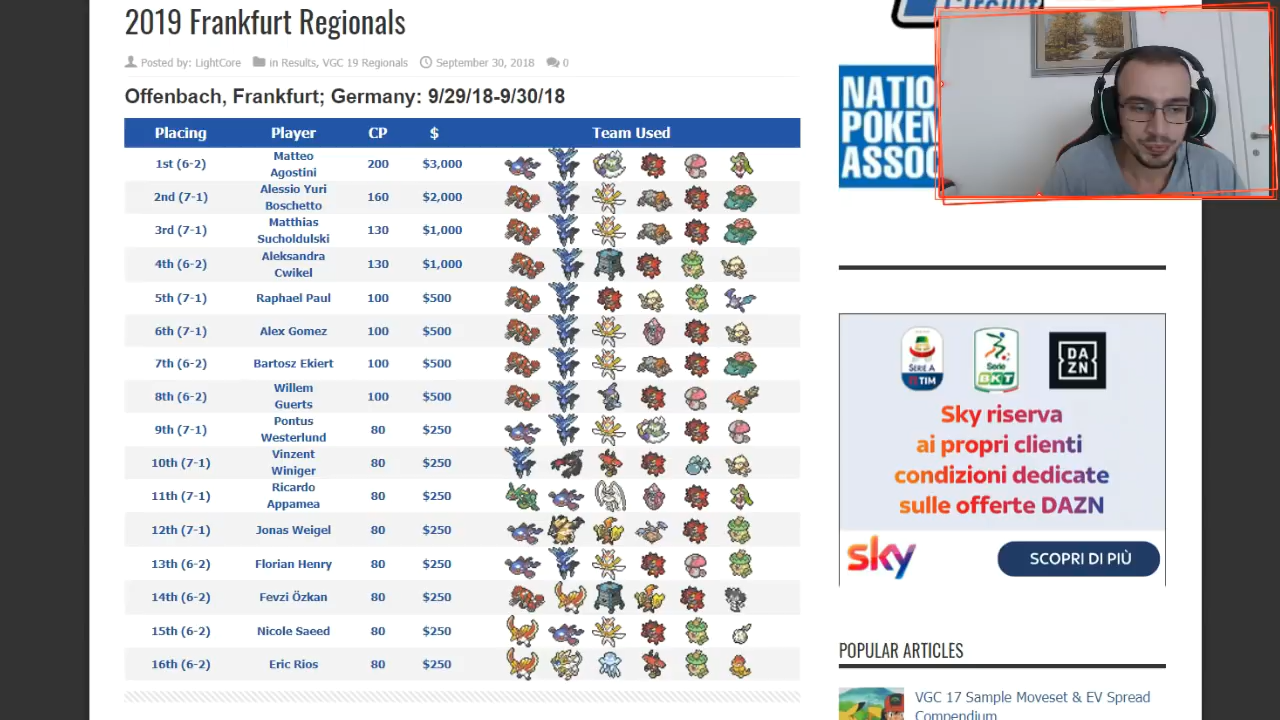 2019 Frankfurt Regionals
Posted by: LightCore in Results, VGC 19 Regionals September 30, 2018 0
Offenbach, Frankfurt; Germany: 9/29/18-9/30/18
Placing Player CP $ Team Used
1st (6-2) Matteo Agostini 200 $3,000
2nd (7-1) Alessio Yuri Boschetto 160 $2,000
3rd (7-1) Matthias Sucholdulski 130 $1,000
4th (6-2) Aleksandra Cwikel 130 $1,000
5th (7-1) Raphael Paul 100 $500
6th (7-1) Alex Gomez 100 $500
7th (6-2) Bartosz Ekiert 100 $500
8th (6-2) Willem Guerts 100 $500
9th (7-1) Pontus Westerlund 80 $250
10th (7-1) Vinzent Winiger 80 $250
11th (7-1) Ricardo Appamea 80 $250
12th (7-1) Jonas Weigel 80 $250
13th (6-2) Florian Henry 80 $250
14th (6-2) Fevzi Özkan 80 $250
15th (6-2) Nicole Saeed 80 $250
16th (6-2) Eric Rios 80 $250
Circuit
NATIO
POKEM
ASSOC
SERIE A
TIM
Serie
BKT
DAZN
Sky riserva
ai propri clienti
condizioni dedicate
sulle offerte DAZN
sky SCOPRI DI PIÙ
POPULAR ARTICLES
VGC 17 Sample Moveset & EV Spread
Compendium